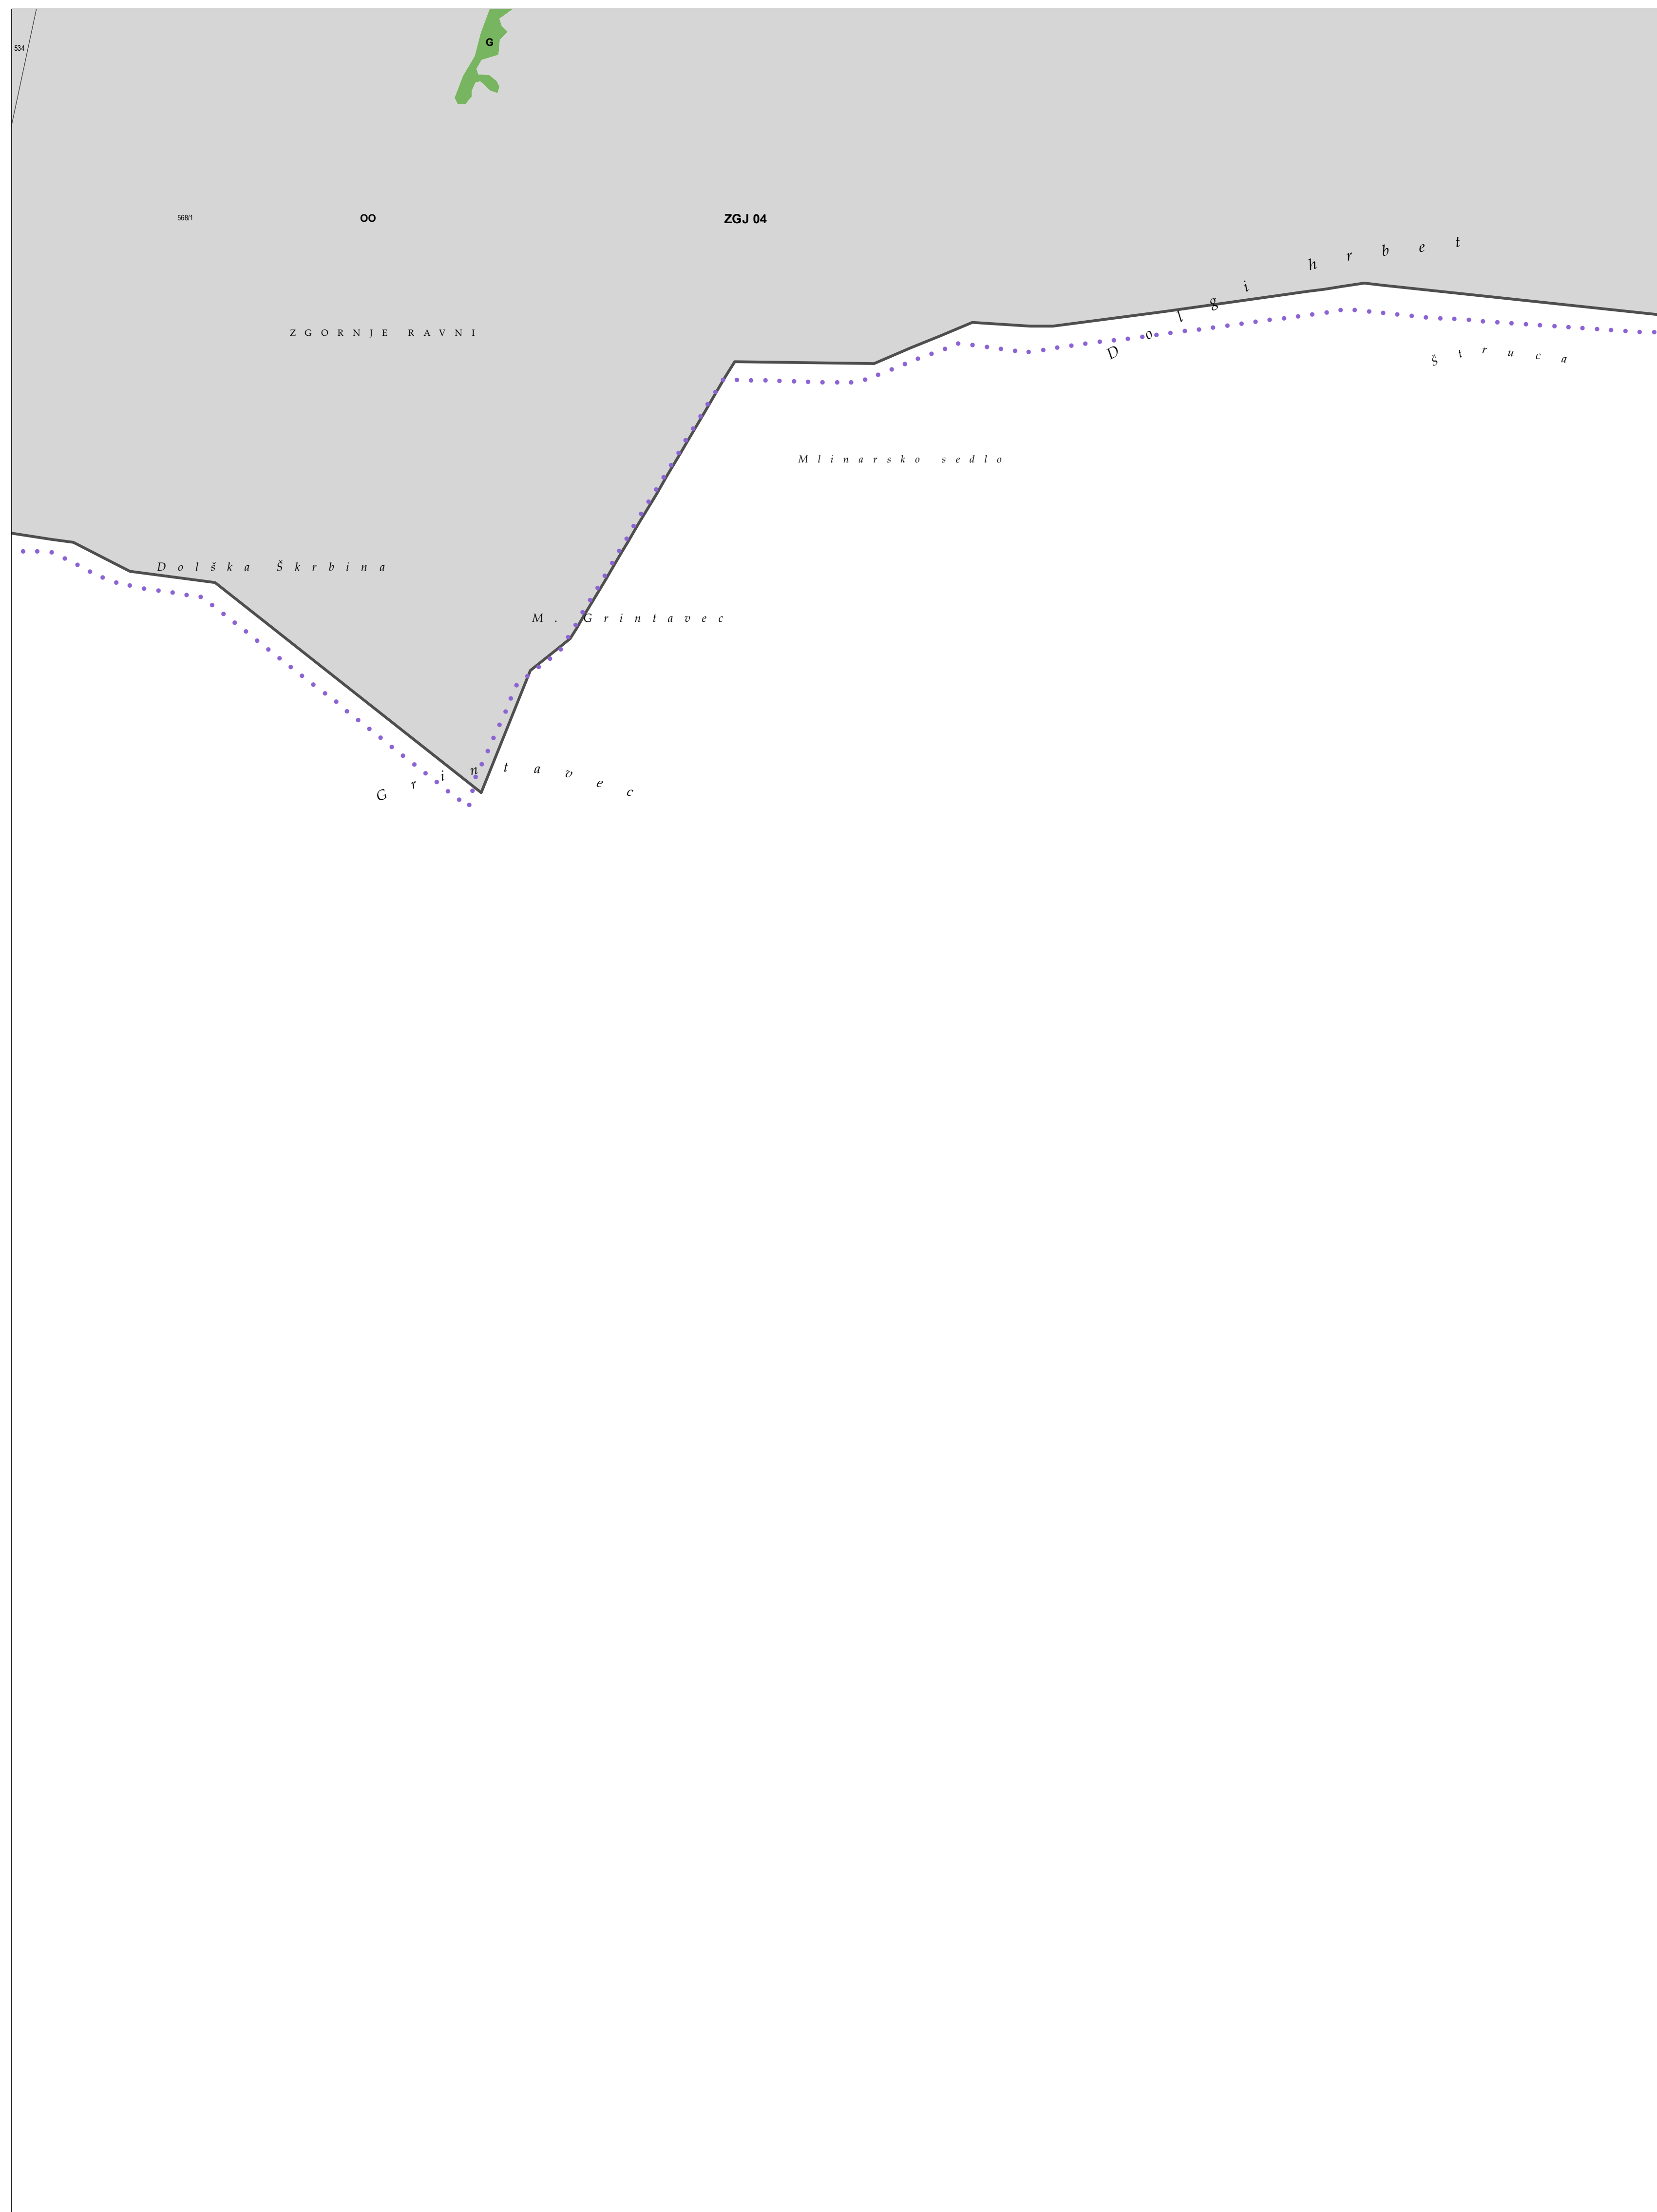 G
534
568/1
OO
ZGJ 04
Dolgi hrbet
ZGORNJE RAVNI
Štruca
Mlinarsko sedlo
Dolška Škrbina
M. Grintavec
Grintavec